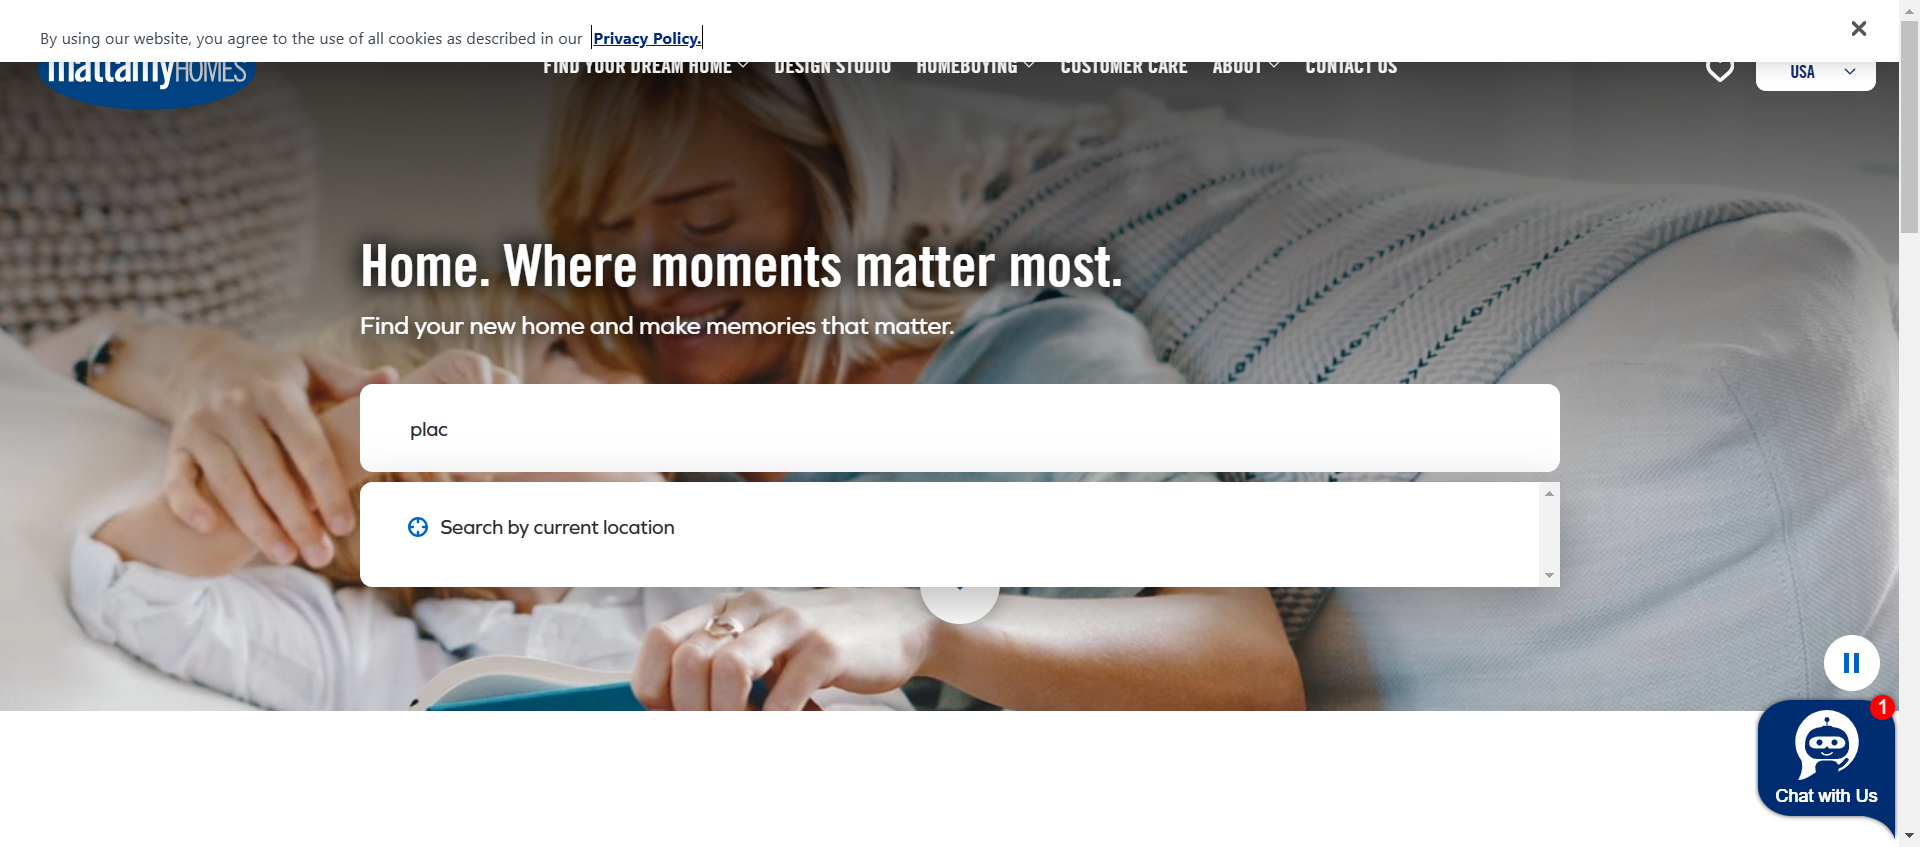 By using our website, you agree to the use of all cookies as described in our Privacy Policy.
mattamyHOMES
FIND YOUR DREAM HOME
DESIGN STUDIO
HOMEBUYING
CUSTOMER CARE
ABOUT
CONTACT US
USA
Home. Where moments matter most.
Find your new home and make memories that matter.
plac
Search by current location
1
Chat with Us